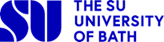 SU
THE SU
UNIVERSITY
OF BATH